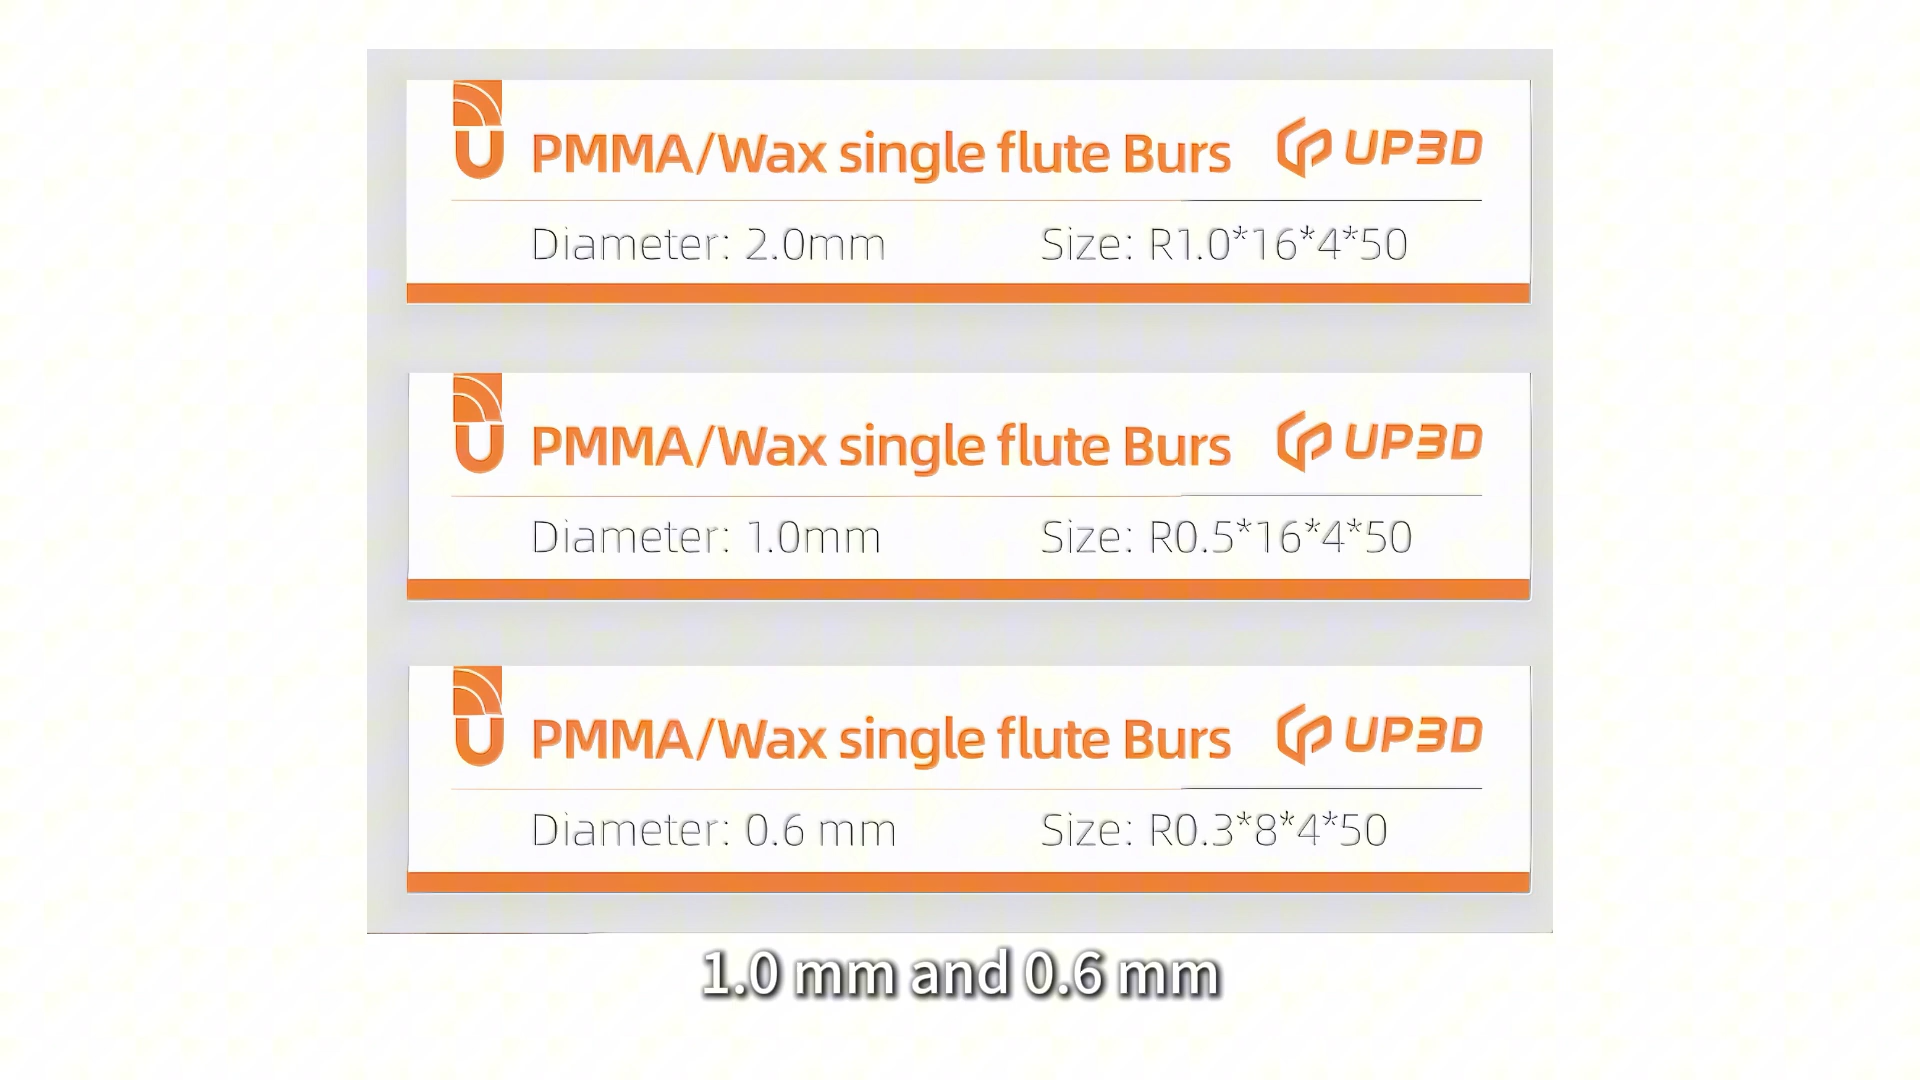 PMMA/Wax single flute Burs UP3D
Diameter: 2.0mm Size: R1.0*16*4*50
PMMA/Wax single flute Burs UP3D
Diameter: 1.0mm Size: R0.5*16*4*50
PMMA/Wax single flute Burs UP3D
Diameter: 0.6 mm Size: R0.3*8*4*50
1.0 mm and 0.6 mm